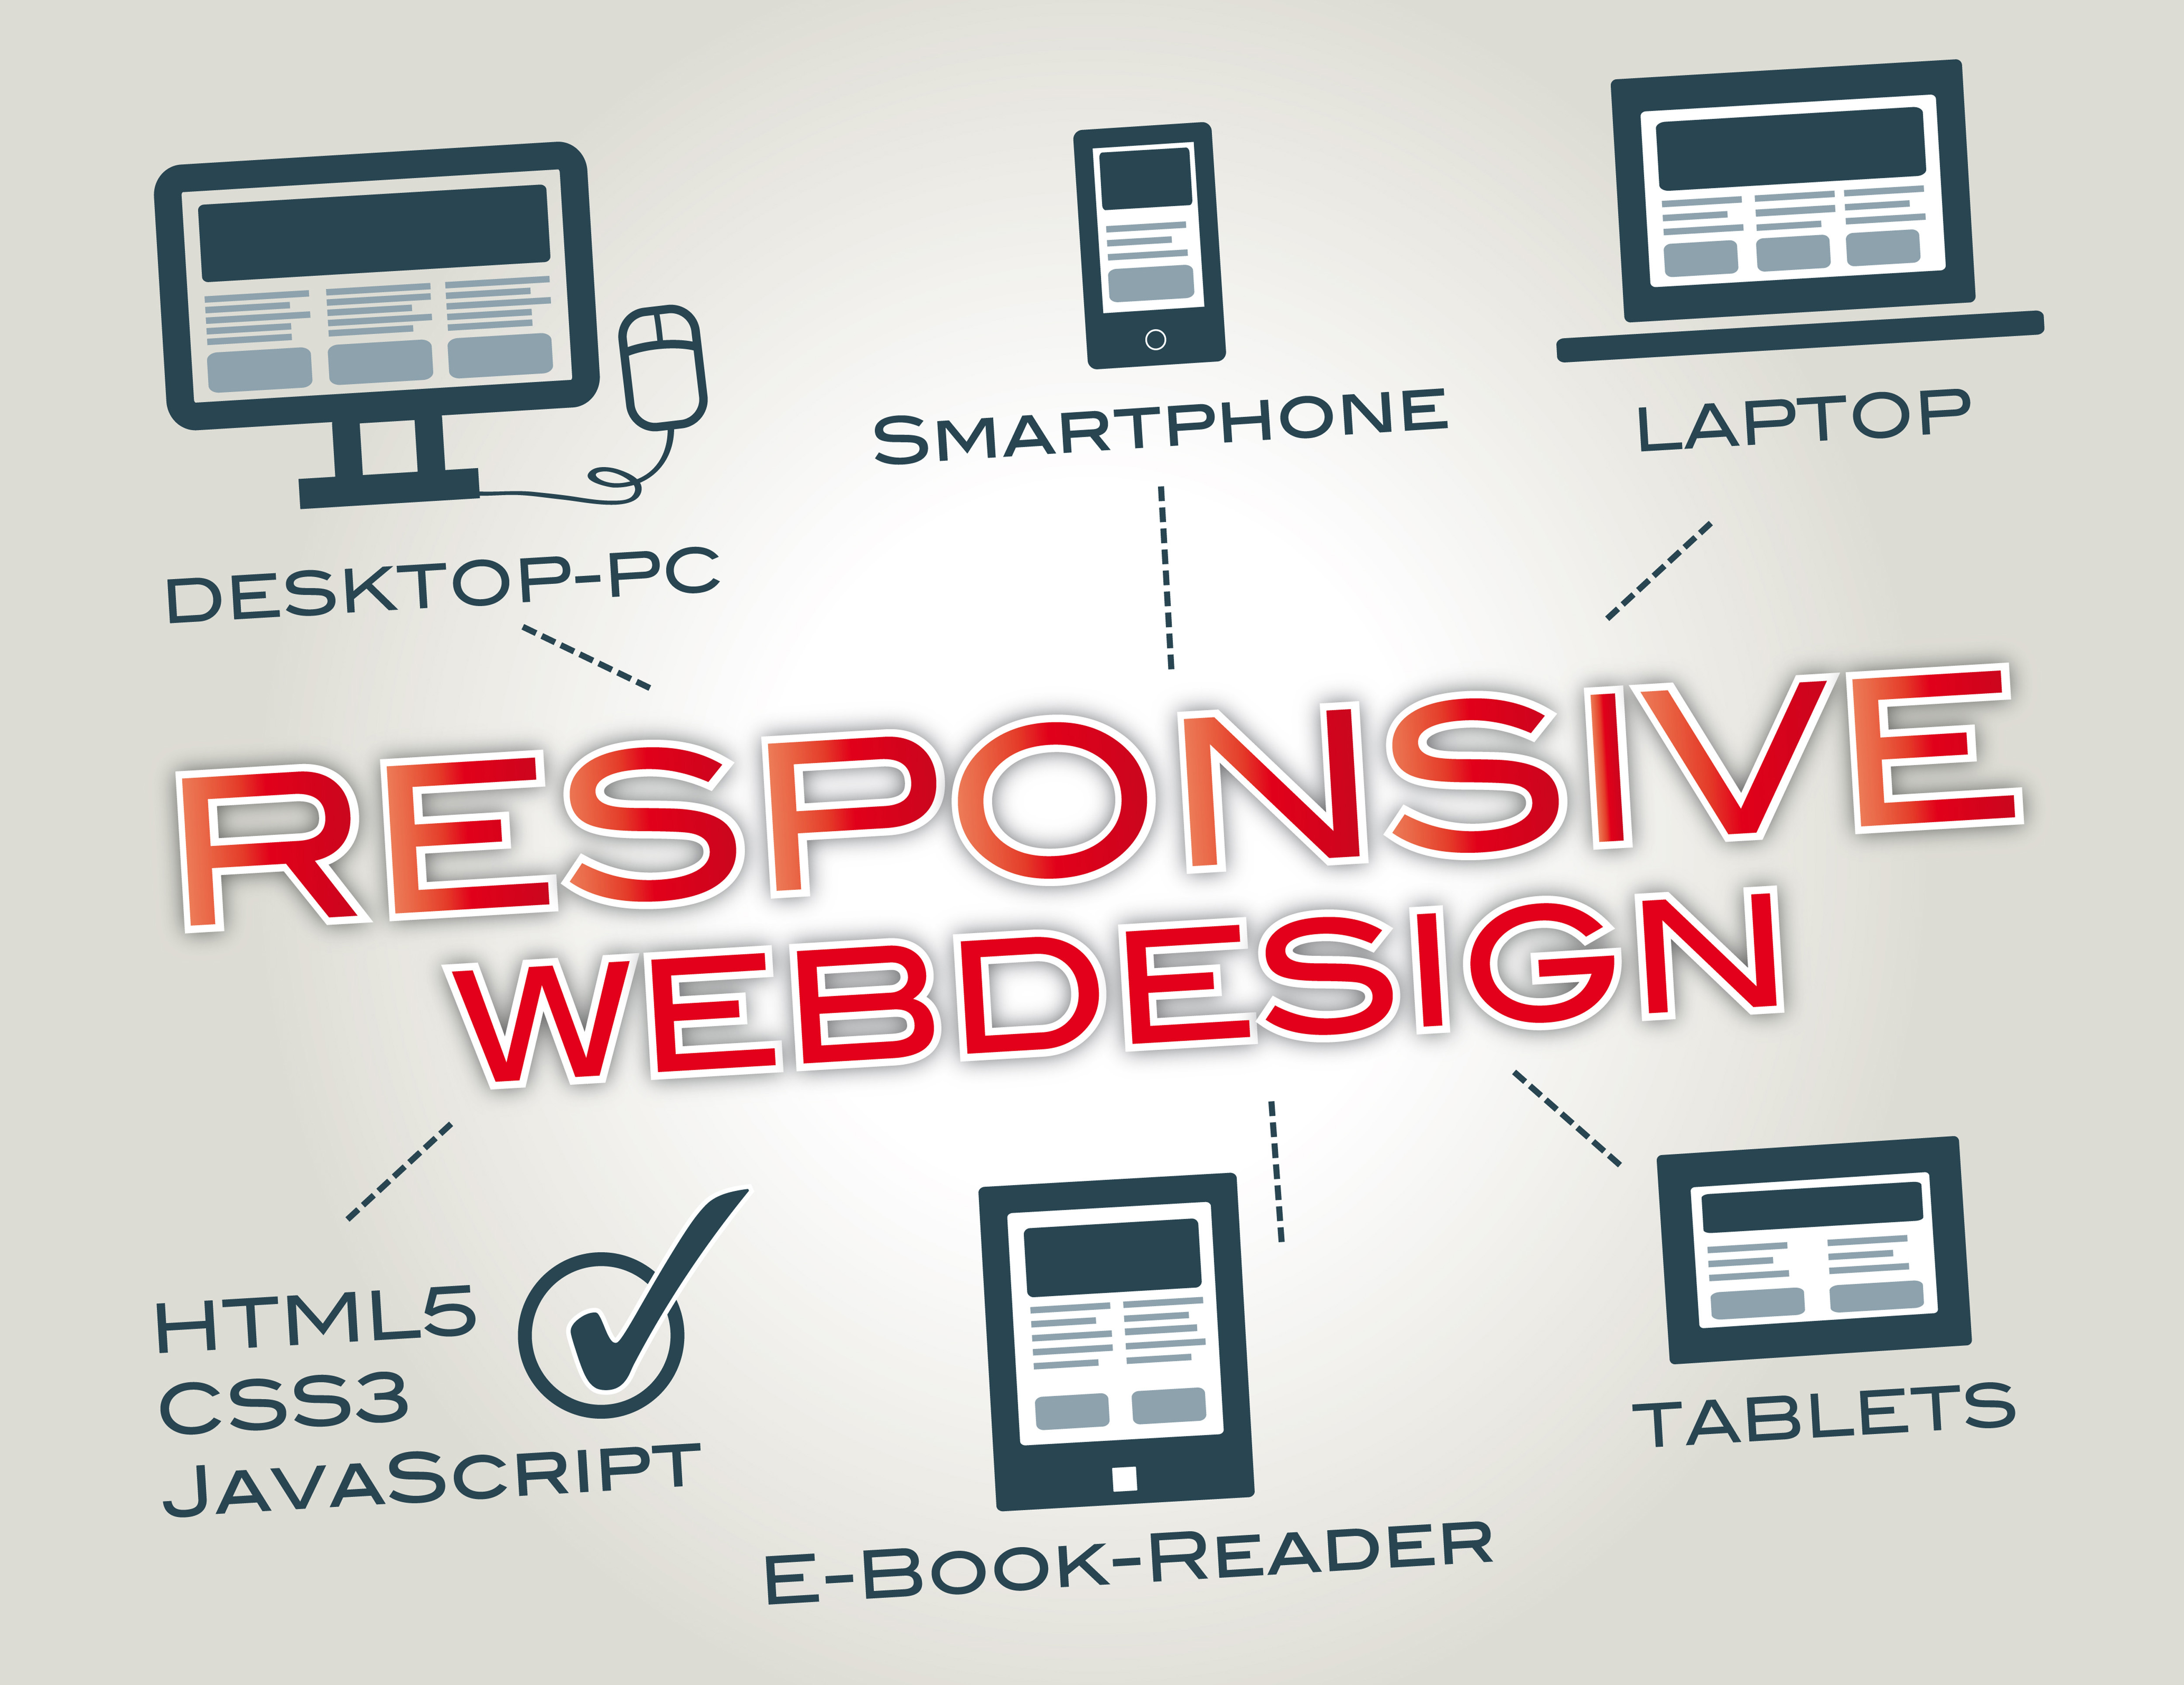 SMARTPHONE
LAPTOP
DESKTOP-PC
RESPONSIVE
WEBDESIGN
HTML5
CSS3
JAVASCRIPT
TABLETS
E-BOOK-READER